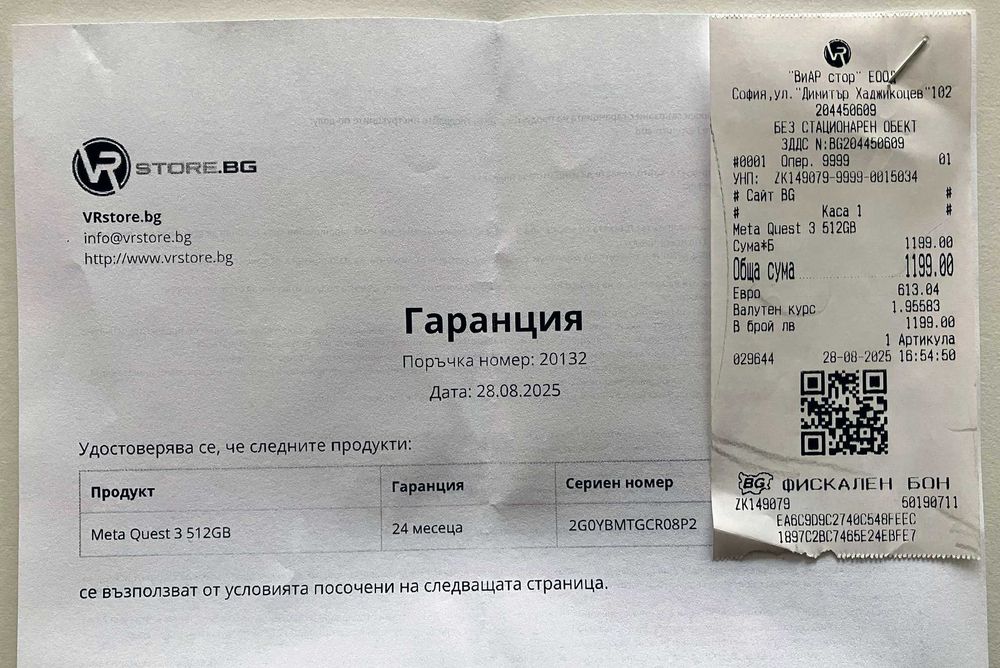 VR STORE.BG
VRstore.bg
info@vrstore.bg
http://www.vrstore.bg
Гаранция
Поръчка номер: 20132
Дата: 28.08.2025
Удостоверява се, че следните продукти:
Продукт Гаранция Сериен номер
Meta Quest 3 512GB 24 месеца 2G0YBMTGCR08P2
се възползват от условията посочени на следващата страница.
VR
"ВиАР стор" ЕООД
София,ул."Димитър Хаджикоцев"102
204450609
БЕЗ СТАЦИОНАРЕН ОБЕКТ
ЗДДС N:BG204450609
#0001 Опер. 9999 01
УНП: ZK149079-9999-0015034
# Сайт BG #
# Каса 1 #
Meta Quest 3 512GB
Сума*Б 1199.00
Обща сума 1199.00
Евро 613.04
Валутен курс 1.95583
В брой лв 1199.00
1 Артикула
029644 28-08-2025 16:54:50
BG ФИСКАЛЕН БОН
ZK149079 50190711
EA6C9D9C2740C548FEEC
1897C2BC7465E24EBFE7